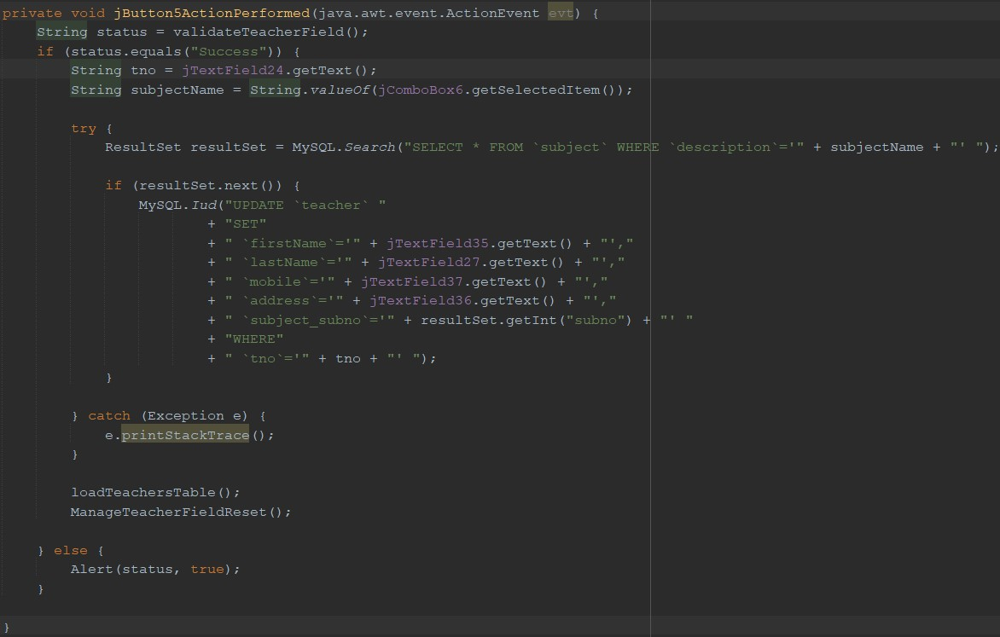 private void jButton5ActionPerformed(java.awt.event.ActionEvent evt) {
    String status = validateTeacherField();
    if (status.equals("Success")) {
        String tno = jTextField24.getText();
        String subjectName = String.valueOf(jComboBox6.getSelectedItem());

        try {
            ResultSet resultSet = MySQL.Search("SELECT * FROM `subject` WHERE `description`='" + subjectName + "' ");

            if (resultSet.next()) {
                MySQL.Iud("UPDATE `teacher` "
                        + "SET"
                        + " `firstName`='" + jTextField35.getText() + "',"
                        + " `lastName`='" + jTextField27.getText() + "',"
                        + " `mobile`='" + jTextField37.getText() + "',"
                        + " `address`='" + jTextField36.getText() + "',"
                        + " `subject_subno`='" + resultSet.getInt("subno") + "' "
                        + "WHERE"
                        + " `tno`='" + tno + "' ");
            }

        } catch (Exception e) {
            e.printStackTrace();
        }

        loadTeachersTable();
        ManageTeacherFieldReset();

    } else {
        Alert(status, true);
    }

}